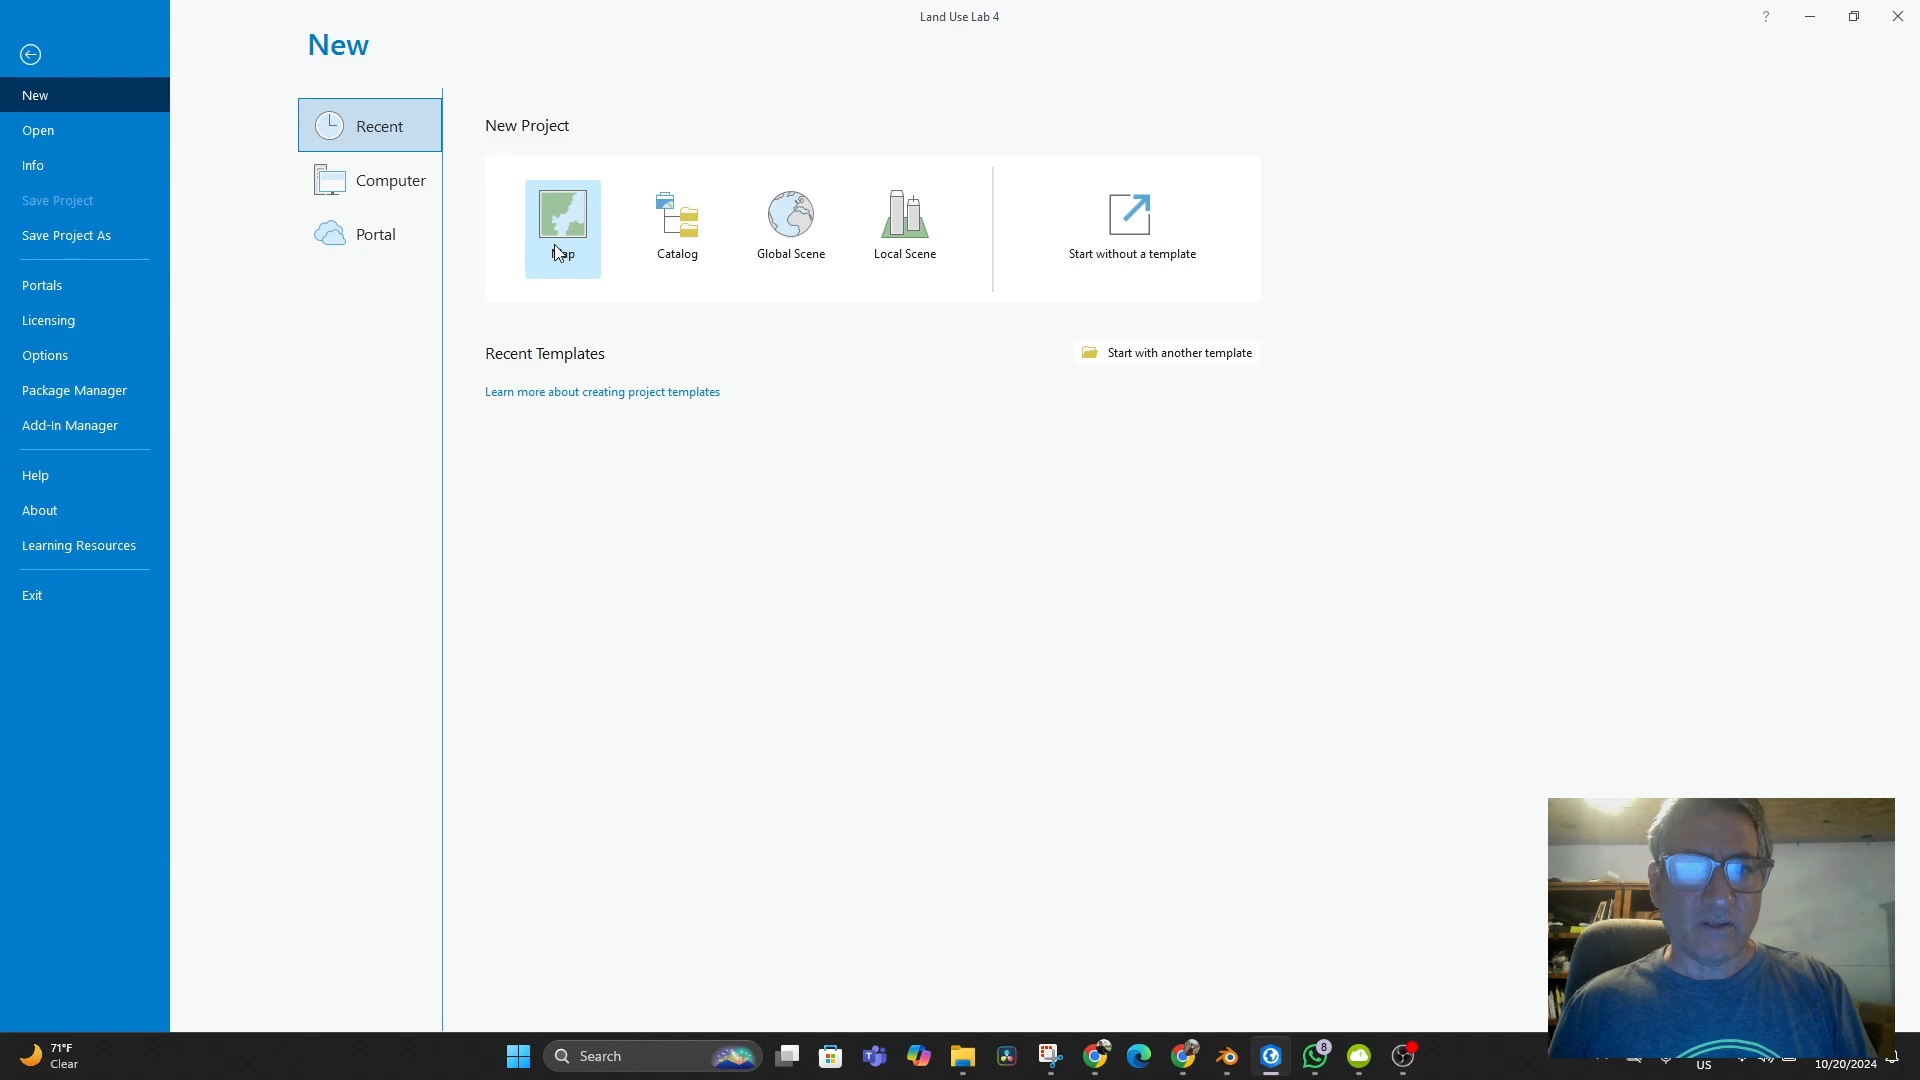 Land Use Lab 4
?
New
New
Open
Info
Save Project
Save Project As
Portals
Licensing
Options
Package Manager
Add-In Manager
Help
About
Learning Resources
Exit
Recent
Computer
Portal
New Project
Catalog
Global Scene
Local Scene
Start without a template
Recent Templates
Start with another template
Learn more about creating project templates
71°F
Clear
Search
8
US
10/20/2024